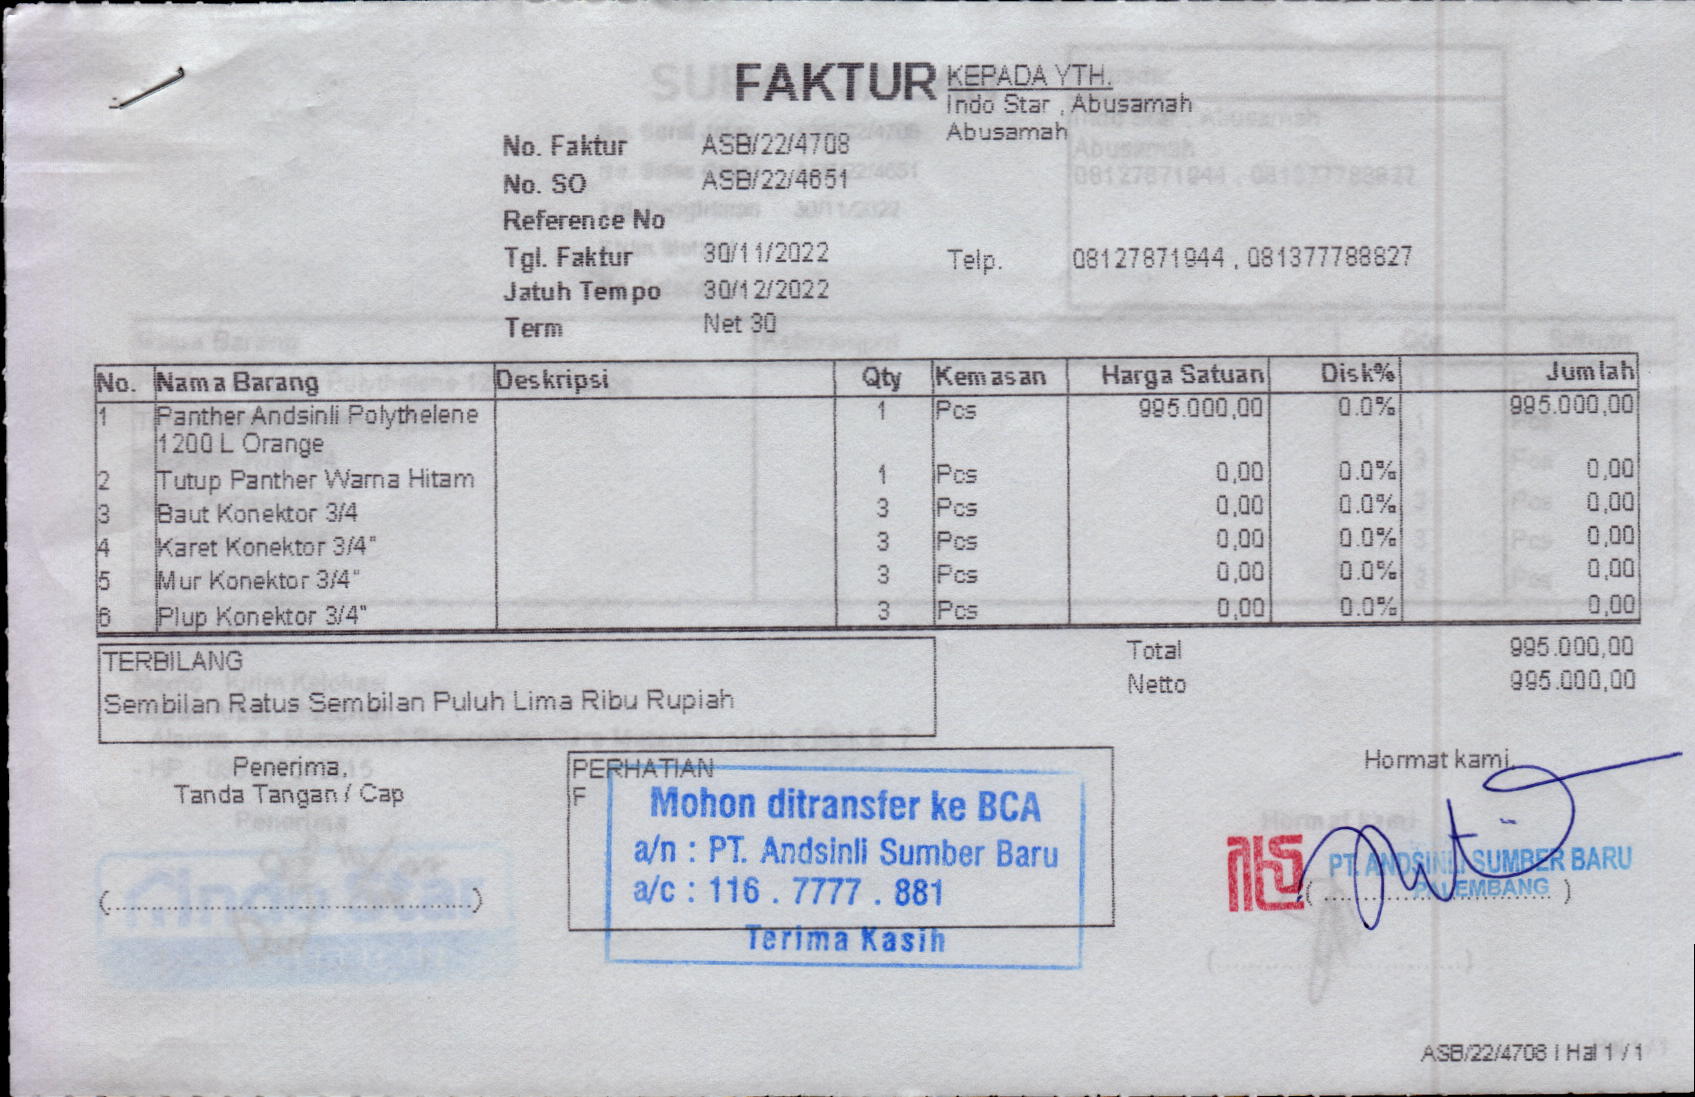 FAKTUR
KEPADA YTH.
Indo Star , Abusamah
Abusamah
No. Faktur ASB/22/4708
No. SO ASB/22/4651
Reference No
Tgl. Faktur 30/11/2022
Telp. 08127871944 , 081377788827
Jatuh Tempo 30/12/2022
Term Net 30
No. Nama Barang Deskripsi Qty Kemasan Harga Satuan Disk% Jumlah
1 Panther Andsinli Polythelene 1 Pcs 995.000,00 0.0% 995.000,00
1200 L Orange
2 Tutup Panther Warna Hitam 1 Pcs 0,00 0.0% 0,00
3 Baut Konektor 3/4 3 Pcs 0,00 0.0% 0,00
4 Karet Konektor 3/4" 3 Pcs 0,00 0.0% 0,00
5 Mur Konektor 3/4" 3 Pcs 0,00 0.0% 0,00
6 Plup Konektor 3/4" 3 Pcs 0,00 0.0% 0,00
Total 995.000,00
Netto 995.000,00
TERBILANG
Sembilan Ratus Sembilan Puluh Lima Ribu Rupiah
Penerima,
Tanda Tangan / Cap
(........................................)
PERHATIAN
F
Mohon ditransfer ke BCA
a/n : PT. Andsinli Sumber Baru
a/c : 116 . 7777 . 881
Terima Kasih
Hormat kami,
PT. ANDSINLI SUMBER BARU
PALEMBANG
(........................................)
Indo Star
ASB/22/4708 | Hal 1 / 1